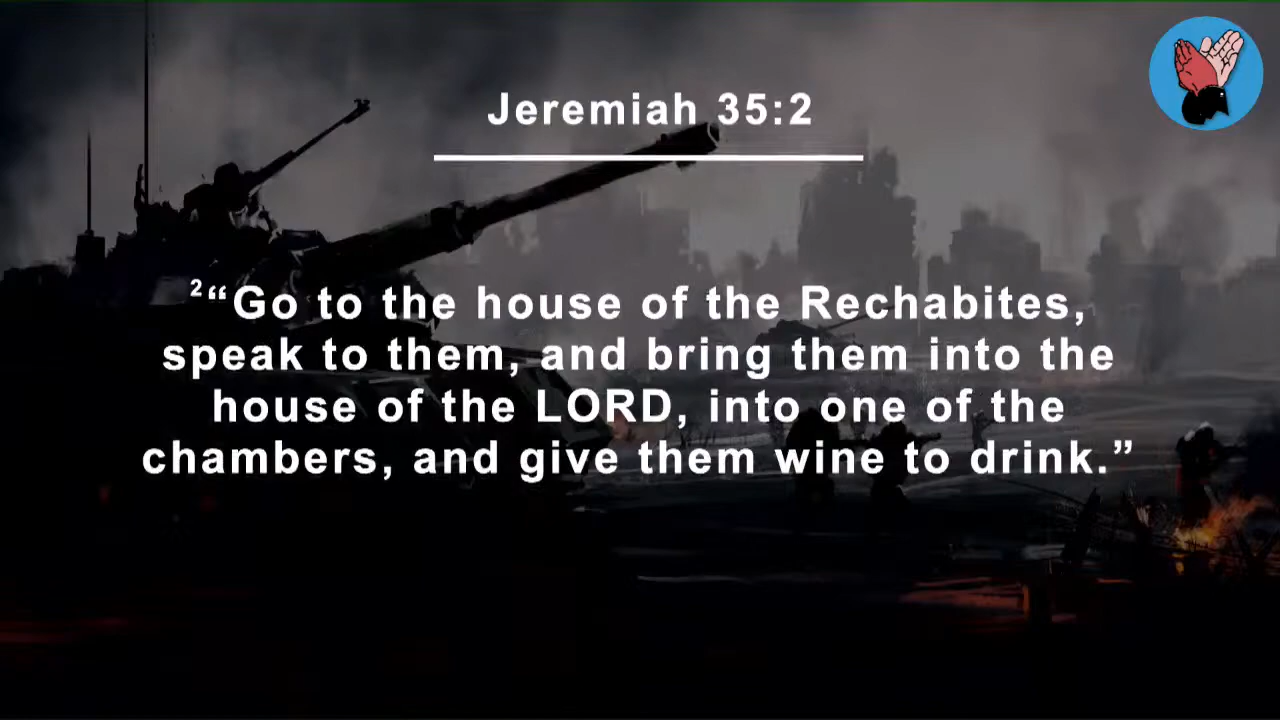 Jeremiah 35:2
²“Go to the house of the Rechabites,
speak to them, and bring them into the
house of the LORD, into one of the
chambers, and give them wine to drink.”